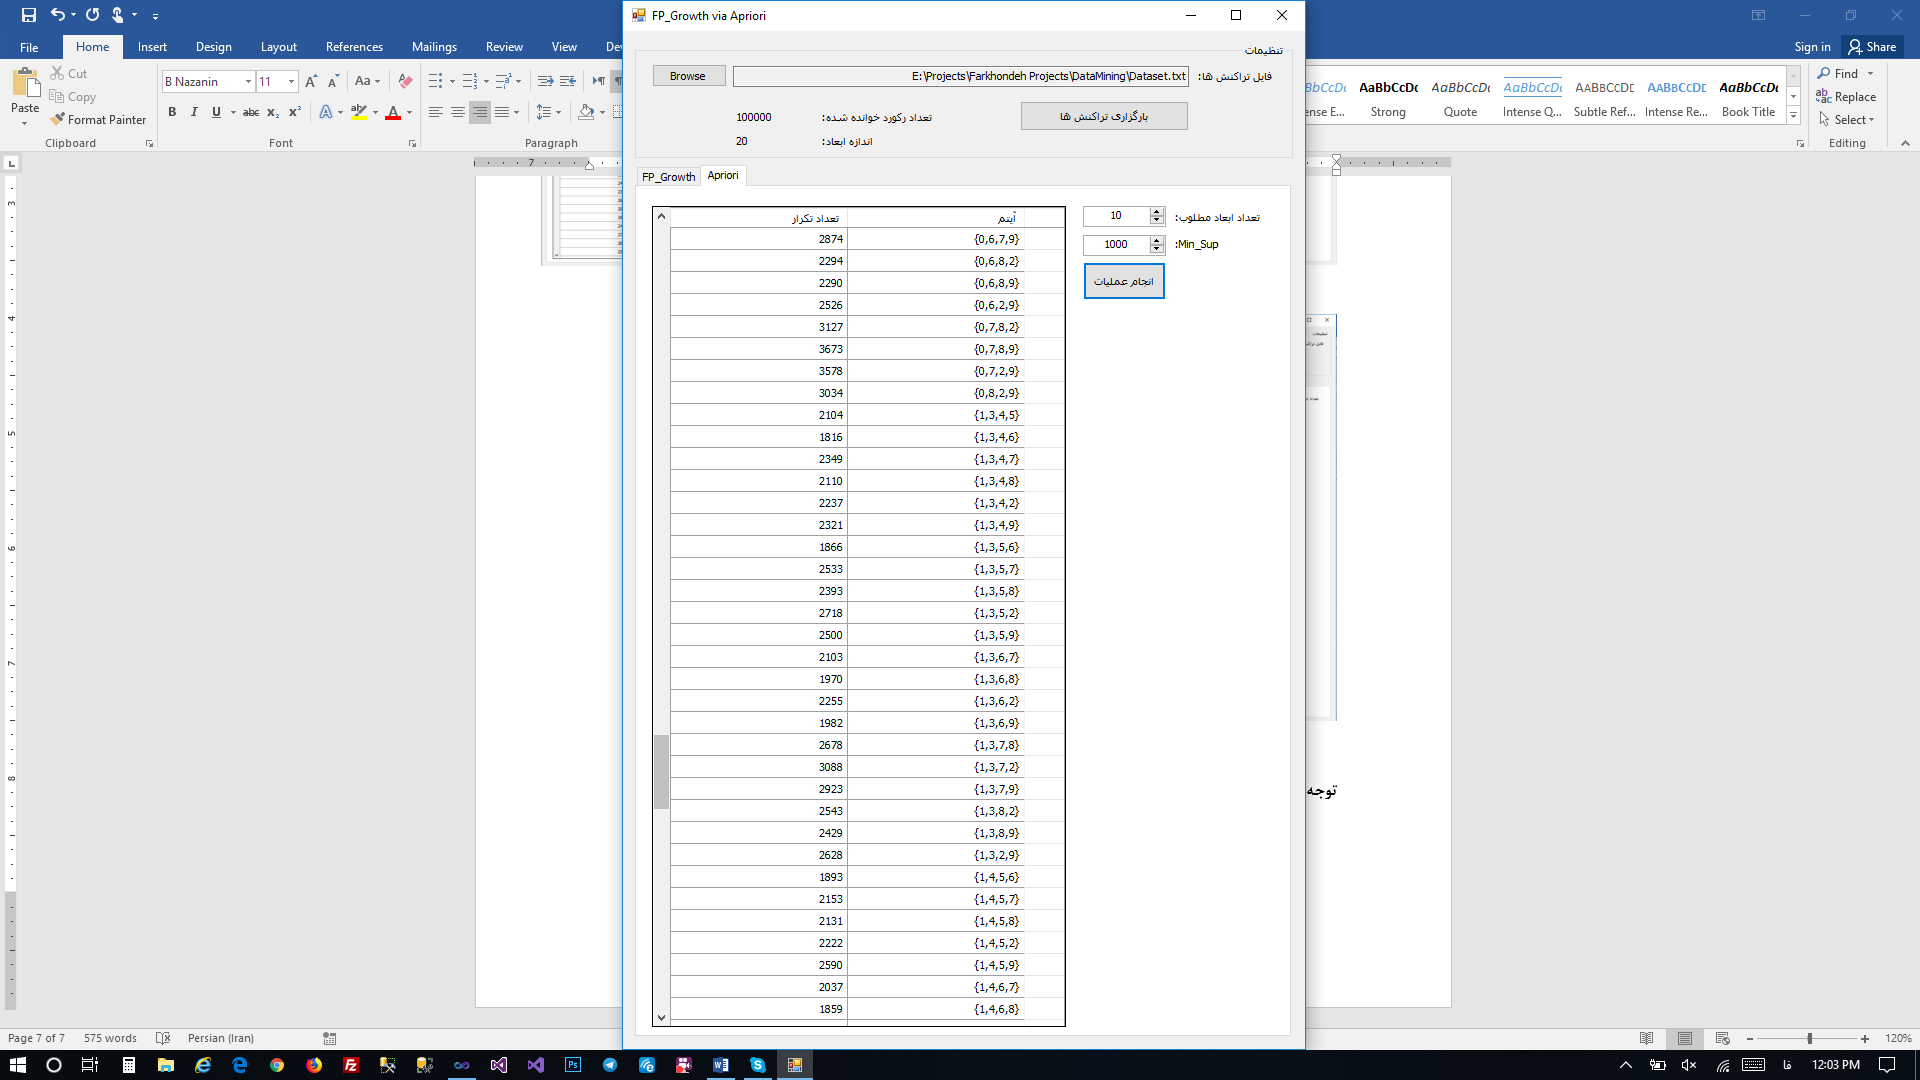 File
Home
Insert
Design
Layout
References
Mailings
Review
View
Sign in
Share
Paste
Cut
Copy
Format Painter
B Nazanin
11
Clipboard
Font
Paragraph
Strong
Quote
Intense Q...
Subtle Ref...
Intense Re...
Book Title
Find
Replace
Select
Editing
FP_Growth via Apriori
تنظیمات
فایل تراکنش ها:
E:\Projects\Farkhondeh Projects\DataMining\Dataset.txt
Browse
بارگزاری تراکنش ها
تعداد رکورد خوانده شده: 100000
اندازه ابعاد: 20
FP_Growth
Apriori
تعداد ابعاد مطلوب: 10
Min_Sup: 1000
انجام عملیات
آیتم تعداد تکرار
2874 {0,6,7,9}
2294 {0,6,8,2}
2290 {0,6,8,9}
2526 {0,6,2,9}
3127 {0,7,8,2}
3673 {0,7,8,9}
3578 {0,7,2,9}
3034 {0,8,2,9}
2104 {1,3,4,5}
1816 {1,3,4,6}
2349 {1,3,4,7}
2110 {1,3,4,8}
2237 {1,3,4,2}
2321 {1,3,4,9}
1866 {1,3,5,6}
2533 {1,3,5,7}
2393 {1,3,5,8}
2718 {1,3,5,2}
2500 {1,3,5,9}
2103 {1,3,6,7}
1970 {1,3,6,8}
2255 {1,3,6,2}
1982 {1,3,6,9}
2678 {1,3,7,8}
3088 {1,3,7,2}
2923 {1,3,7,9}
2543 {1,3,8,2}
2429 {1,3,8,9}
2628 {1,3,2,9}
1893 {1,4,5,6}
2153 {1,4,5,7}
2131 {1,4,5,8}
2222 {1,4,5,2}
2590 {1,4,5,9}
2037 {1,4,6,7}
1859 {1,4,6,8}
توجه
Page 7 of 7
575 words
Persian (Iran)
120%
فا
12:03 PM